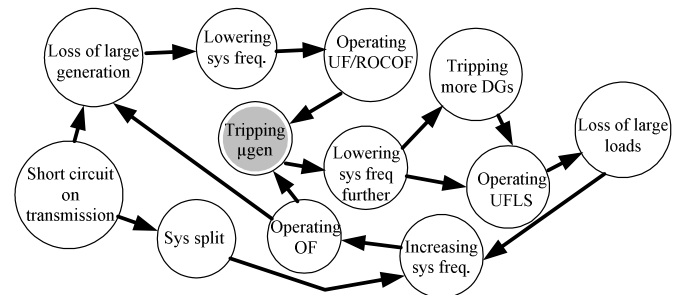 Loss of large
generation
Lowering
sys freq.
Operating
UF/ROCOF
Tripping
more DGs
Tripping
μgen
Lowering
sys freq
further
Loss of large
loads
Operating
UFLS
Short circuit
on
transmission
Sys split
Operating
OF
Increasing
sys freq.